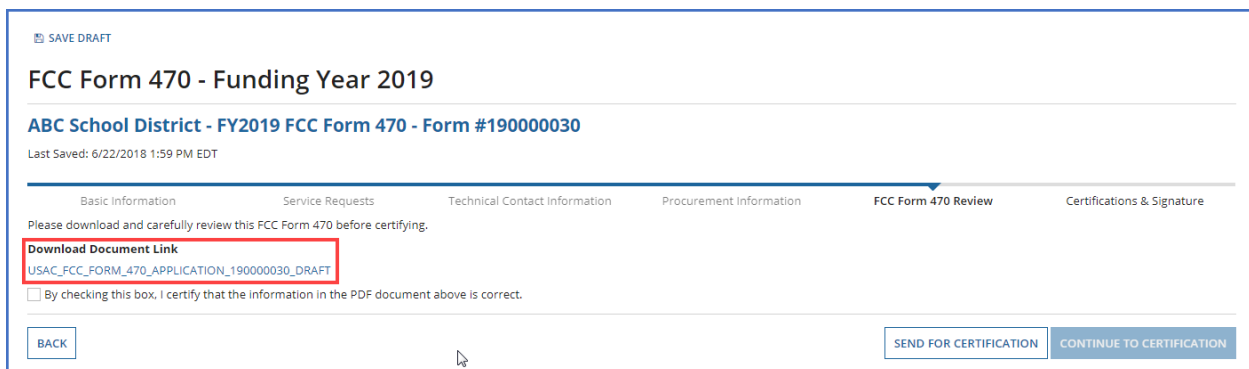 SAVE DRAFT
FCC Form 470 - Funding Year 2019
ABC School District - FY2019 FCC Form 470 - Form #190000030
Last Saved: 6/22/2018 1:59 PM EDT
Basic Information Service Requests Technical Contact Information Procurement Information FCC Form 470 Review Certifications & Signature
Please download and carefully review this FCC Form 470 before certifying.
Download Document Link
USAC_FCC_FORM_470_APPLICATION_190000030_DRAFT
By checking this box, I certify that the information in the PDF document above is correct.
BACK SEND FOR CERTIFICATION CONTINUE TO CERTIFICATION